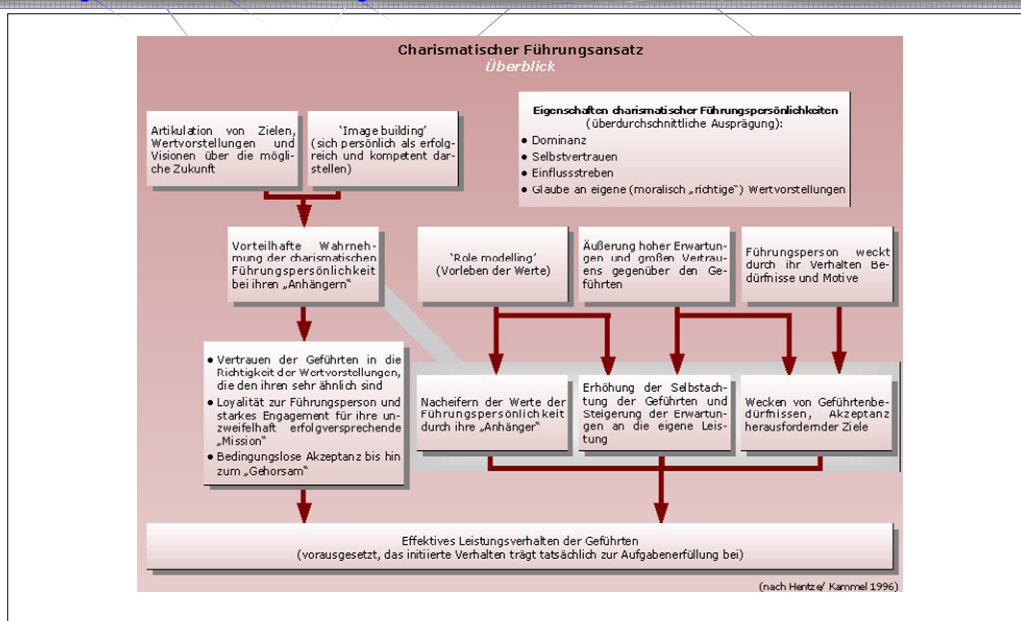 Charismatischer Führungsansatz
Überblick
Artikulation von Zielen,
Wertvorstellungen und
Visionen über die mögli-
che Zukunft
'Image building'
(sich persönlich als erfolg-
reich und kompetent dar-
stellen)
Eigenschaften charismatischer Führungspersönlichkeiten
(überdurchschnittliche Ausprägung):
• Dominanz
• Selbstvertrauen
• Einflussstreben
• Glaube an eigene (moralisch „richtige“) Wertvorstellungen
Vorteilhafte Wahrneh-
mung der charismatischen
Führungspersönlichkeit
bei ihren „Anhängern“
'Role modelling'
(Vorleben der Werte)
Äußerung hoher Erwartun-
gen und großen Vertrau-
ens gegenüber den Ge-
führten
Führungsperson weckt
durch ihr Verhalten Be-
dürfnisse und Motive
• Vertrauen der Geführten in die
Richtigkeit der Wertvorstellungen,
die den ihren sehr ähnlich sind
• Loyalität zur Führungsperson und
starkes Engagement für ihre un-
zweifelhaft erfolgversprechende
„Mission“
• Bedingungslose Akzeptanz bis hin
zum „Gehorsam“
Nacheifern der Werte der
Führungspersönlichkeit
durch ihre „Anhänger“
Erhöhung der Selbstach-
tung der Geführten und
Steigerung der Erwartun-
gen an die eigene Leis-
tung
Wecken von Geführtenbe-
dürfnissen, Akzeptanz
herausfordernder Ziele
Effektives Leistungsverhalten der Geführten
(vorausgesetzt, das initiierte Verhalten trägt tatsächlich zur Aufgabenerfüllung bei)
(nach Hentze/ Kammel 1996)